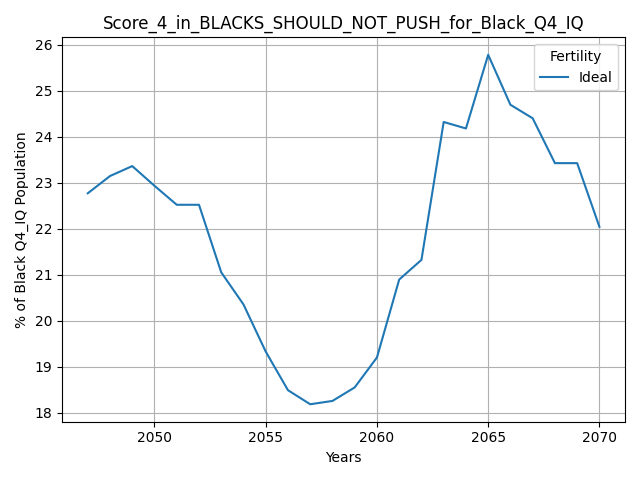 Score_4_in_BLACKS_SHOULD_NOT_PUSH_for_Black_Q4_IQ
Fertility
Ideal
26
25
24
23
22
21
20
19
18
% of Black Q4_IQ Population
2050 2055 2060 2065 2070
Years